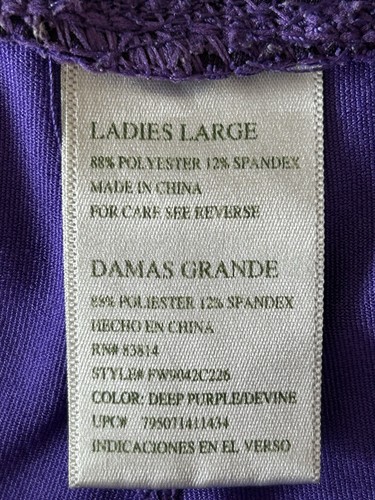 LADIES LARGE
88% POLYESTER 12% SPANDEX
MADE IN CHINA
FOR CARE SEE REVERSE
DAMAS GRANDE
88% POLIESTER 12% SPANDEX
HECHO EN CHINA
RN# 83814
STYLE# FW9042C226
COLOR: DEEP PURPLE/DEVINE
UPC# 795071411434
INDICACIONES EN EL VERSO